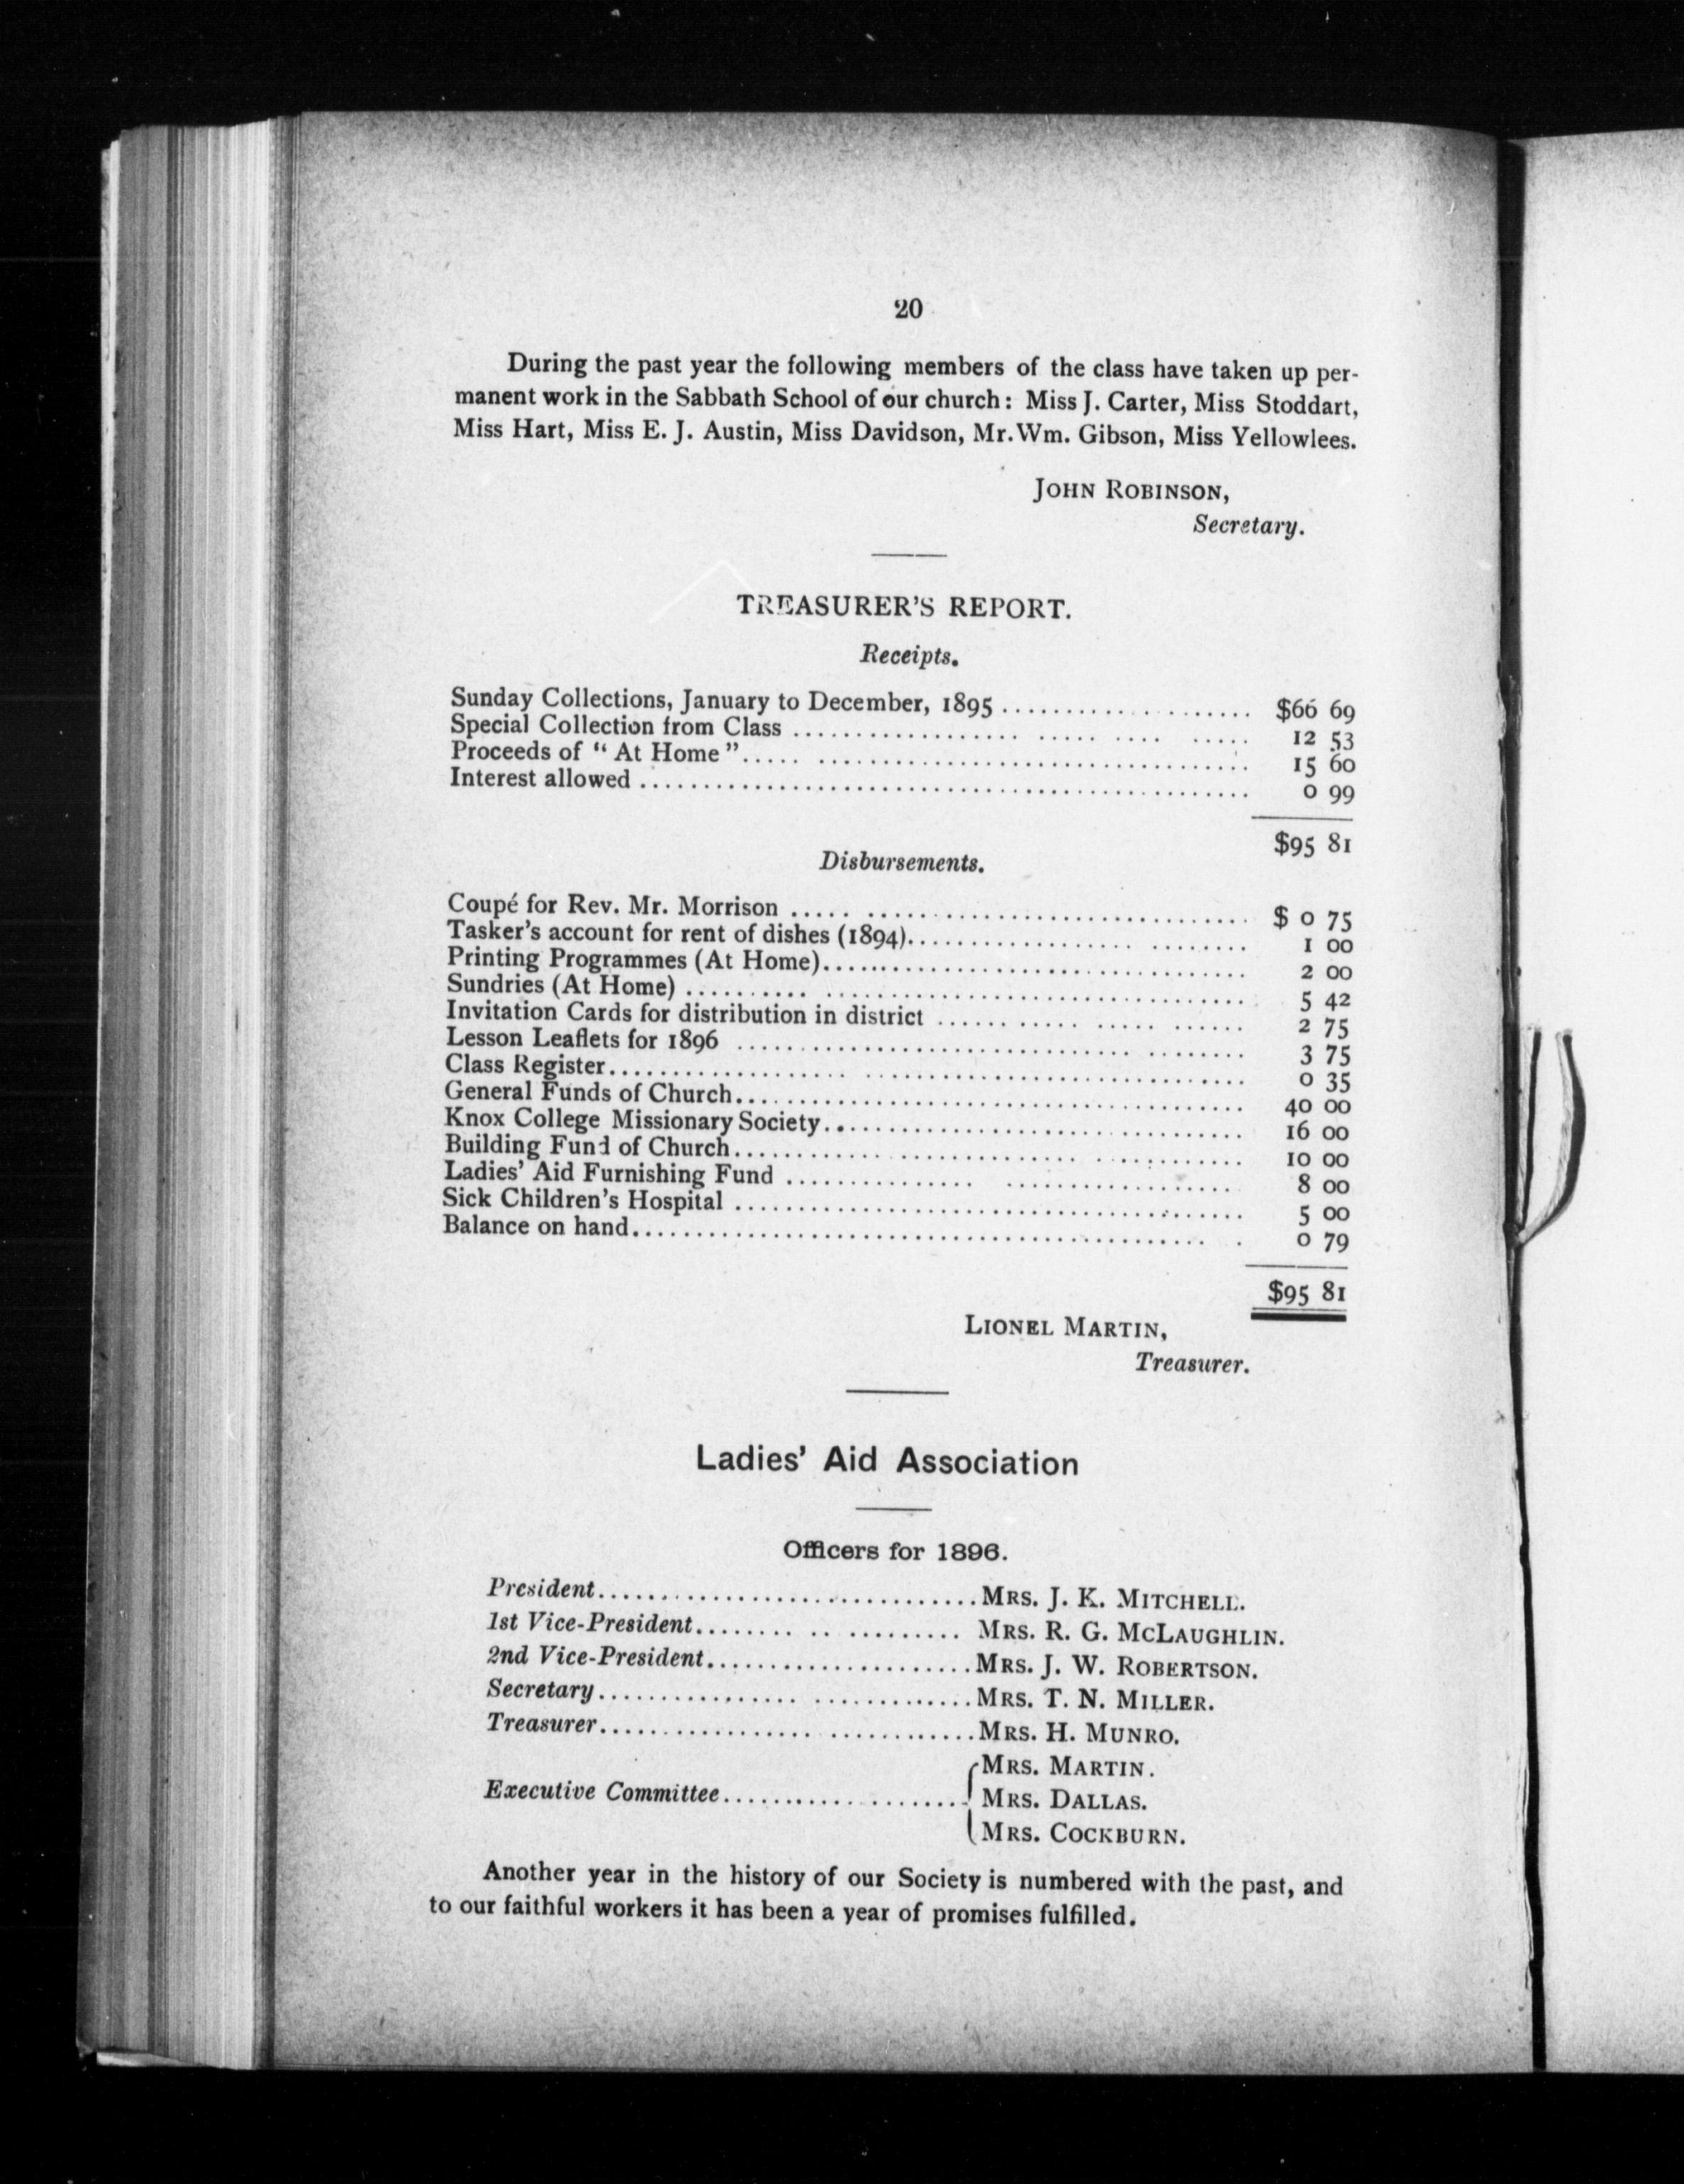 20
During the past year the following members of the class have taken up per-
manent work in the Sabbath School of our church: Miss J. Carter, Miss Stoddart,
Miss Hart, Miss E. J. Austin, Miss Davidson, Mr. Wm. Gibson, Miss Yellowlees.
JOHN ROBINSON,
Secretary.
TREASURER'S REPORT.
Receipts.
Sunday Collections, January to December, 1895 .................... $66 69
Special Collection from Class .................... 12 53
Proceeds of "At Home" .................... 15 60
Interest allowed .................... 0 99
$95 81
Disbursements.
Coupé for Rev. Mr. Morrison .................... $ 0 75
Tasker's account for rent of dishes (1894) .................... 1 00
Printing Programmes (At Home) .................... 2 00
Sundries (At Home) .................... 5 42
Invitation Cards for distribution in district .................... 2 75
Lesson Leaflets for 1896 .................... 3 75
Class Register .................... 0 35
General Funds of Church .................... 40 00
Knox College Missionary Society .................... 16 00
Building Fund of Church .................... 10 00
Ladies' Aid Furnishing Fund .................... 8 00
Sick Children's Hospital .................... 5 00
Balance on hand .................... 0 79
$95 81
LIONEL MARTIN,
Treasurer.
Ladies' Aid Association
Officers for 1896.
President .................... MRS. J. K. MITCHELL.
1st Vice-President .................... MRS. R. G. MCLAUGHLIN.
2nd Vice-President .................... MRS. J. W. ROBERTSON.
Secretary .................... MRS. T. N. MILLER.
Treasurer .................... MRS. H. MUNRO.
MRS. MARTIN.
Executive Committee .................... MRS. DALLAS.
MRS. COCKBURN.
Another year in the history of our Society is numbered with the past, and
to our faithful workers it has been a year of promises fulfilled.